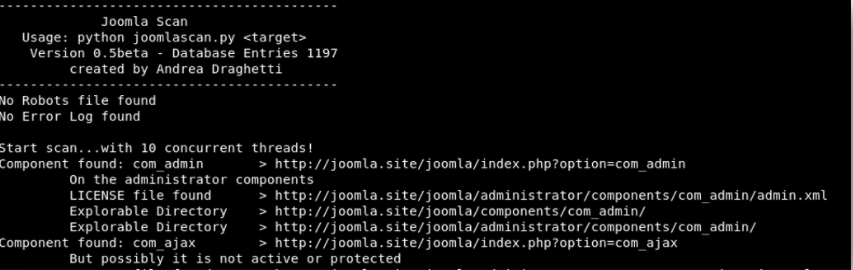 -------------------------------------------
Joomla Scan
Usage: python joomlascan.py <target>
Version 0.5beta - Database Entries 1197
created by Andrea Draghetti
-------------------------------------------
No Robots file found
No Error Log found
Start scan...with 10 concurrent threads!
Component found: com_admin > http://joomla.site/joomla/index.php?option=com_admin
On the administrator components
LICENSE file found > http://joomla.site/joomla/administrator/components/com_admin/admin.xml
Explorable Directory > http://joomla.site/joomla/components/com_admin/
Explorable Directory > http://joomla.site/joomla/administrator/components/com_admin/
Component found: com_ajax > http://joomla.site/joomla/index.php?option=com_ajax
But possibly it is not active or protected